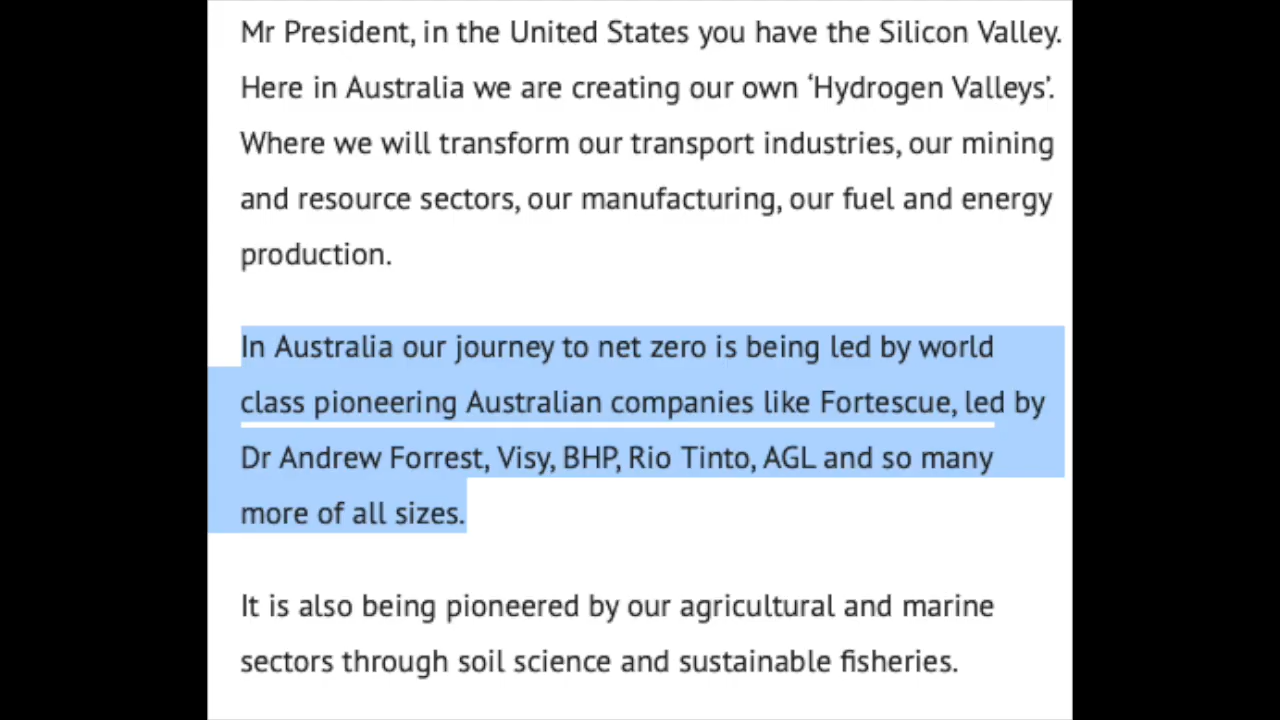 Mr President, in the United States you have the Silicon Valley.
Here in Australia we are creating our own ‘Hydrogen Valleys’.
Where we will transform our transport industries, our mining
and resource sectors, our manufacturing, our fuel and energy
production.
In Australia our journey to net zero is being led by world
class pioneering Australian companies like Fortescue, led by
Dr Andrew Forrest, Visy, BHP, Rio Tinto, AGL and so many
more of all sizes.
It is also being pioneered by our agricultural and marine
sectors through soil science and sustainable fisheries.